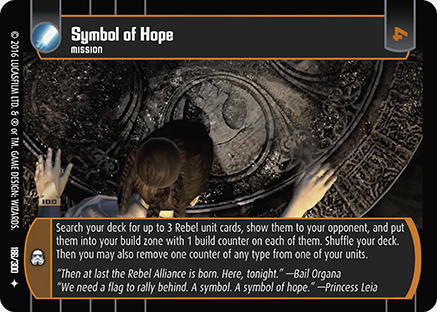 Symbol of Hope
MISSION
4
© 2016 LUCASFILM LTD. & ® or TM. GAME DESIGN: WIZARDS.
181/300
Search your deck for up to 3 Rebel unit cards, show them to your opponent, and put
them into your build zone with 1 build counter on each of them. Shuffle your deck.
Then you may also remove one counter of any type from one of your units.
“Then at last the Rebel Alliance is born. Here, tonight.” —Bail Organa
“We need a flag to rally behind. A symbol. A symbol of hope.” —Princess Leia